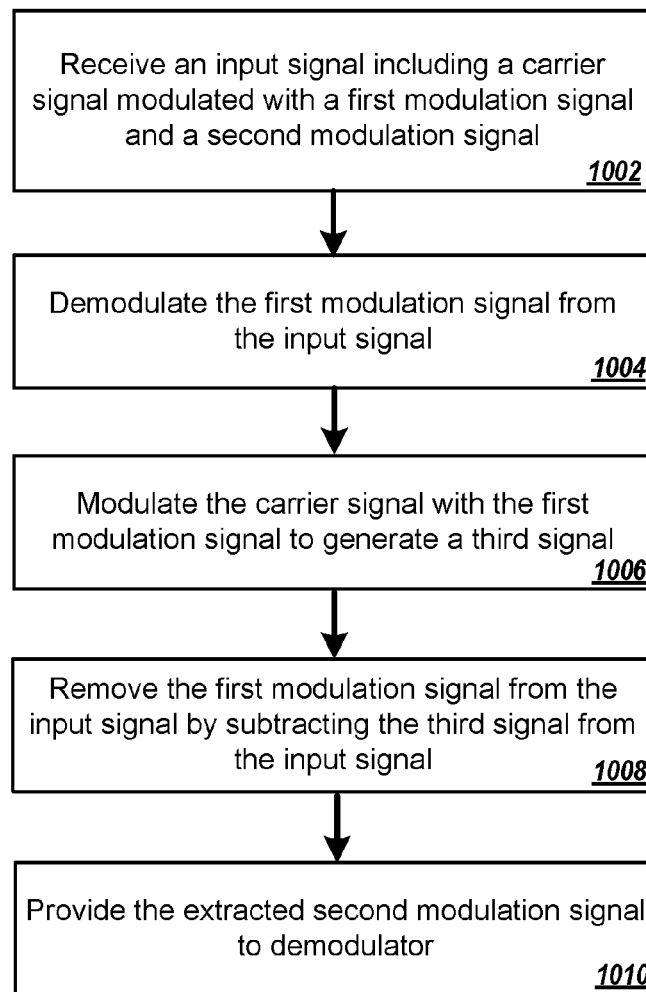 Receive an input signal including a carrier
signal modulated with a first modulation signal
and a second modulation signal
1002
Demodulate the first modulation signal from
the input signal
1004
Modulate the carrier signal with the first
modulation signal to generate a third signal
1006
Remove the first modulation signal from the
input signal by subtracting the third signal from
the input signal
1008
Provide the extracted second modulation signal
to demodulator
1010